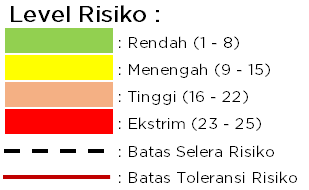 Level Risiko :
: Rendah (1 - 8)
: Menengah (9 - 15)
: Tinggi (16 - 22)
: Ekstrim (23 - 25)
: Batas Selera Risiko
: Batas Toleransi Risiko